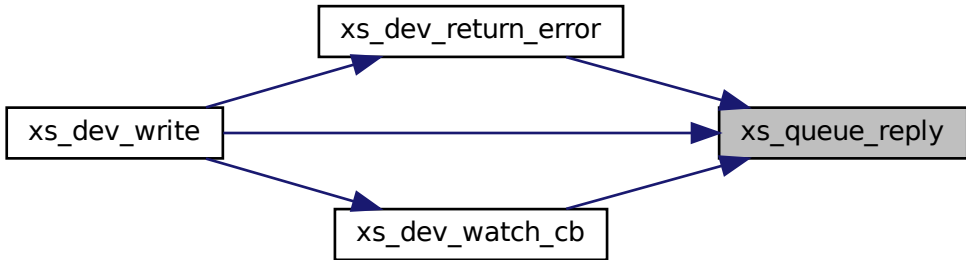 xs_dev_return_error
xs_dev_write
xs_queue_reply
xs_dev_watch_cb